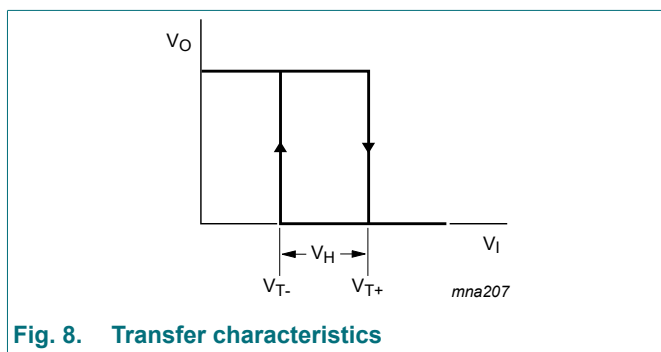 VO
VH
VI
VT-
VT+
mna207
Fig. 8. Transfer characteristics